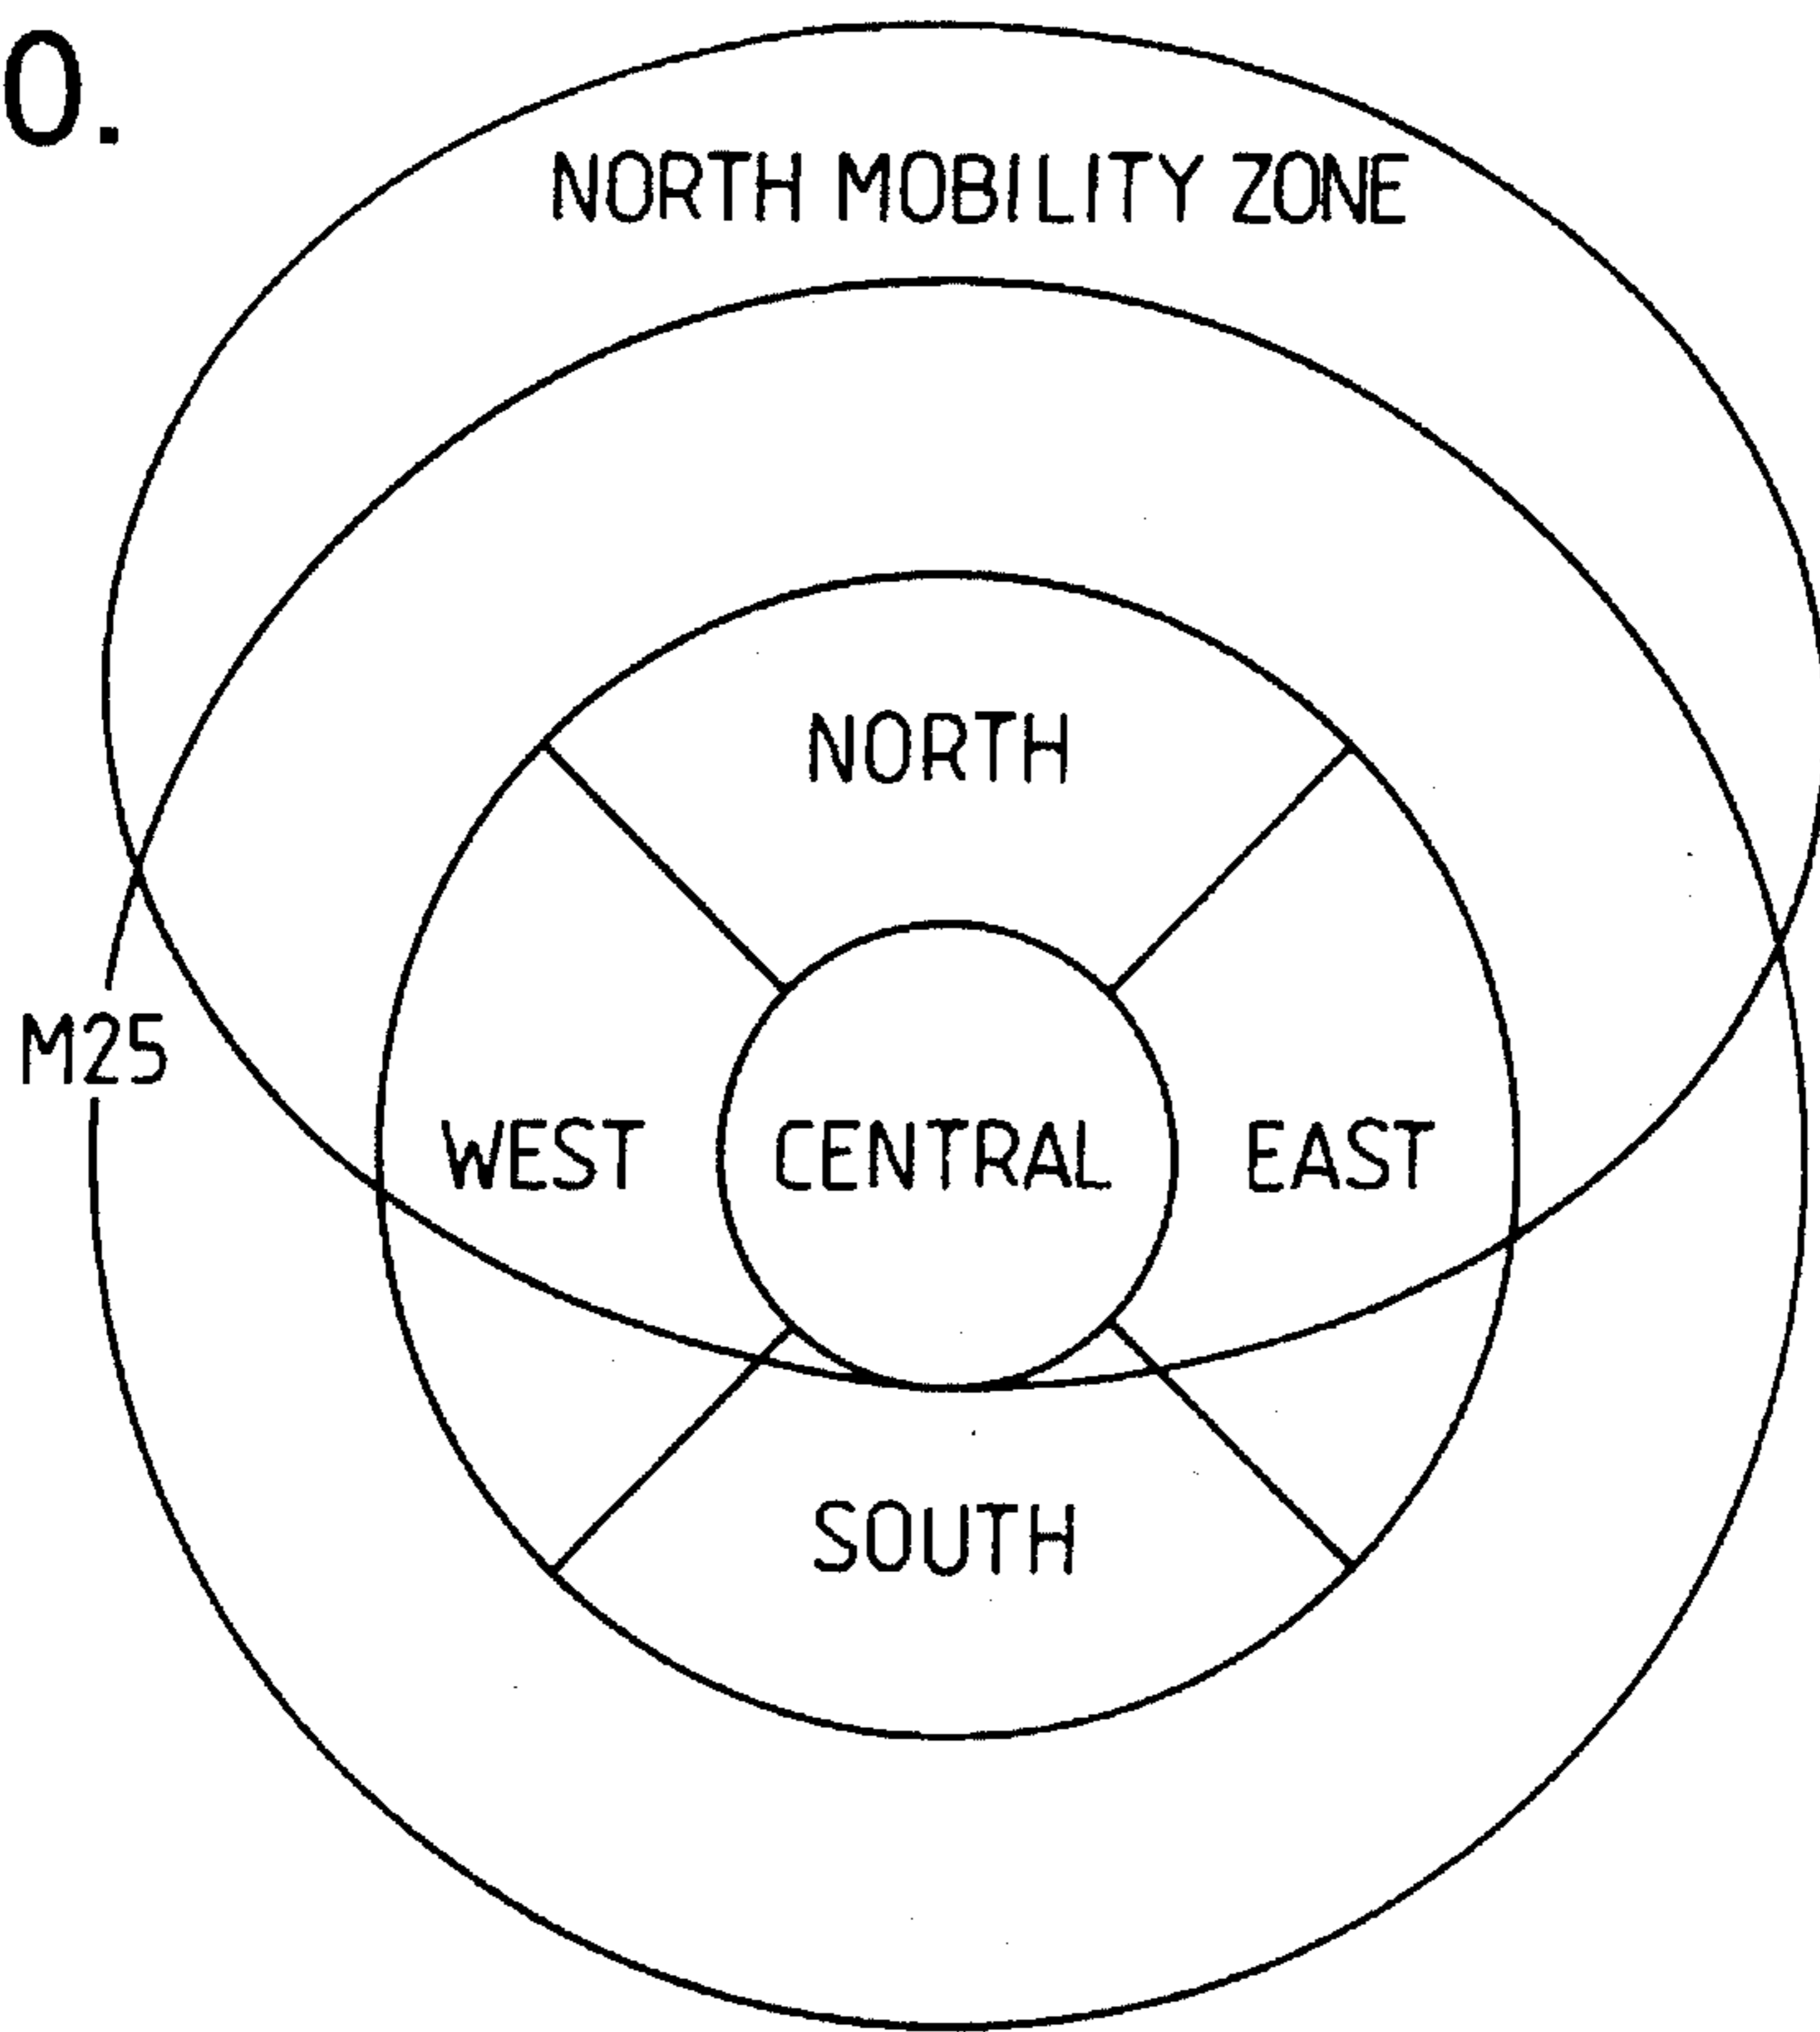 0.
NORTH MOBILITY ZONE
NORTH
M25
WEST CENTRAL EAST
SOUTH